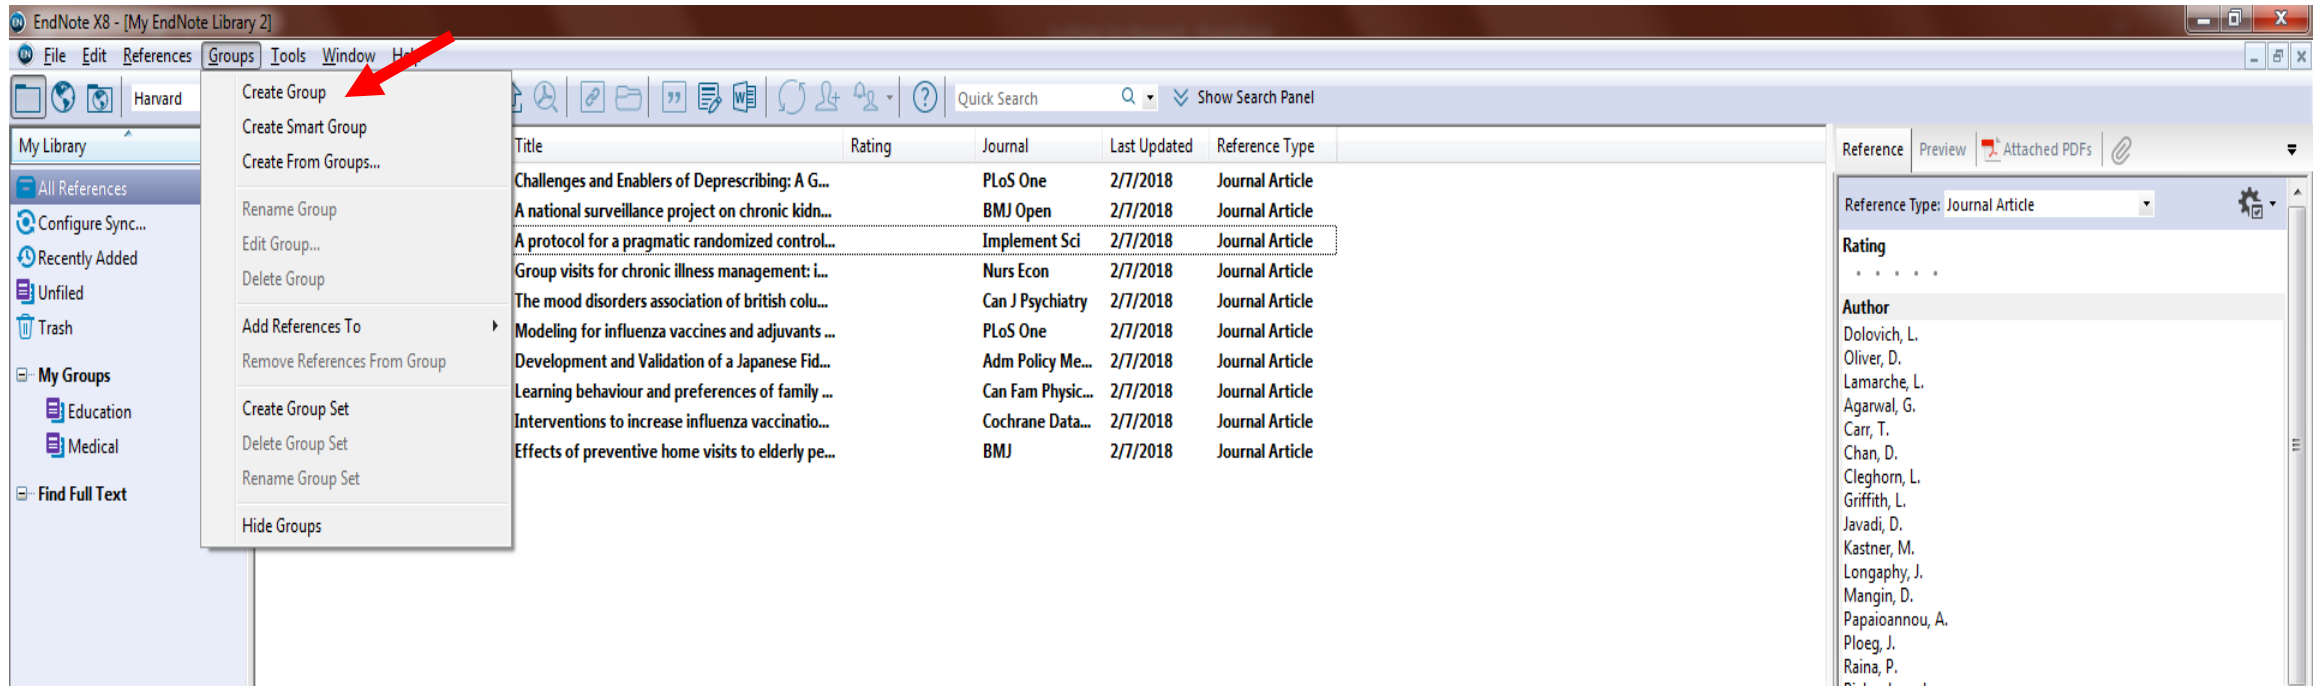 EndNote X8 - [My EndNote Library 2]
File Edit References Groups Tools Window
Harvard
Quick Search
Show Search Panel
Create Group
Create Smart Group
Create From Groups...
Rename Group
Edit Group...
Delete Group
Add References To
Remove References From Group
Create Group Set
Delete Group Set
Rename Group Set
Hide Groups
My Library
All References
Configure Sync...
Recently Added
Unfiled
Trash
My Groups
Education
Medical
Find Full Text
Title Rating Journal Last Updated Reference Type
Challenges and Enablers of Deprescribing: A G... PLoS One 2/7/2018 Journal Article
A national surveillance project on chronic kidn... BMJ Open 2/7/2018 Journal Article
A protocol for a pragmatic randomized control... Implement Sci 2/7/2018 Journal Article
Group visits for chronic illness management: i... Nurs Econ 2/7/2018 Journal Article
The mood disorders association of british colu... Can J Psychiatry 2/7/2018 Journal Article
Modeling for influenza vaccines and adjuvants ... PLoS One 2/7/2018 Journal Article
Development and Validation of a Japanese Fid... Adm Policy Me... 2/7/2018 Journal Article
Learning behaviour and preferences of family ... Can Fam Physic... 2/7/2018 Journal Article
Interventions to increase influenza vaccinatio... Cochrane Data... 2/7/2018 Journal Article
Effects of preventive home visits to elderly pe... BMJ 2/7/2018 Journal Article
Reference Preview Attached PDFs
Reference Type: Journal Article
Rating
Author
Dolovich, L.
Oliver, D.
Lamarche, L.
Agarwal, G.
Carr, T.
Chan, D.
Cleghorn, L.
Griffith, L.
Javadi, D.
Kastner, M.
Longaphy, J.
Mangin, D.
Papaioannou, A.
Ploeg, J.
Raina, P.